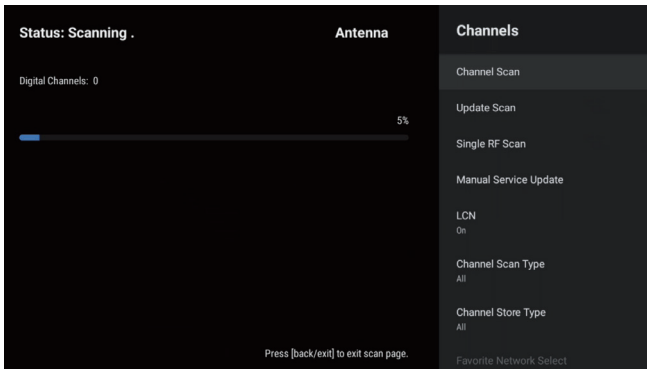 Status: Scanning .
Antenna
Digital Channels: 0
5%
Press [back/exit] to exit scan page.
Channels
Channel Scan
Update Scan
Single RF Scan
Manual Service Update
LCN
On
Channel Scan Type
All
Channel Store Type
All
Favorite Network Select